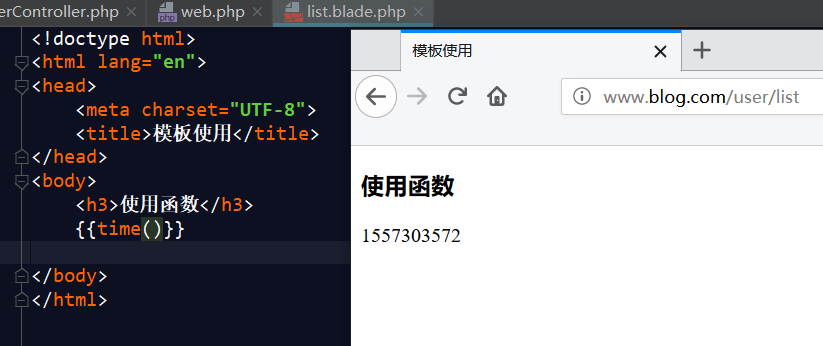 erController.php
web.php
list.blade.php
<!doctype html>
<html lang="en">
<head>
<meta charset="UTF-8">
<title>模板使用</title>
</head>
<body>
<h3>使用函数</h3>
{{time()}}
</body>
</html>
模板使用
www.blog.com/user/list
使用函数
1557303572